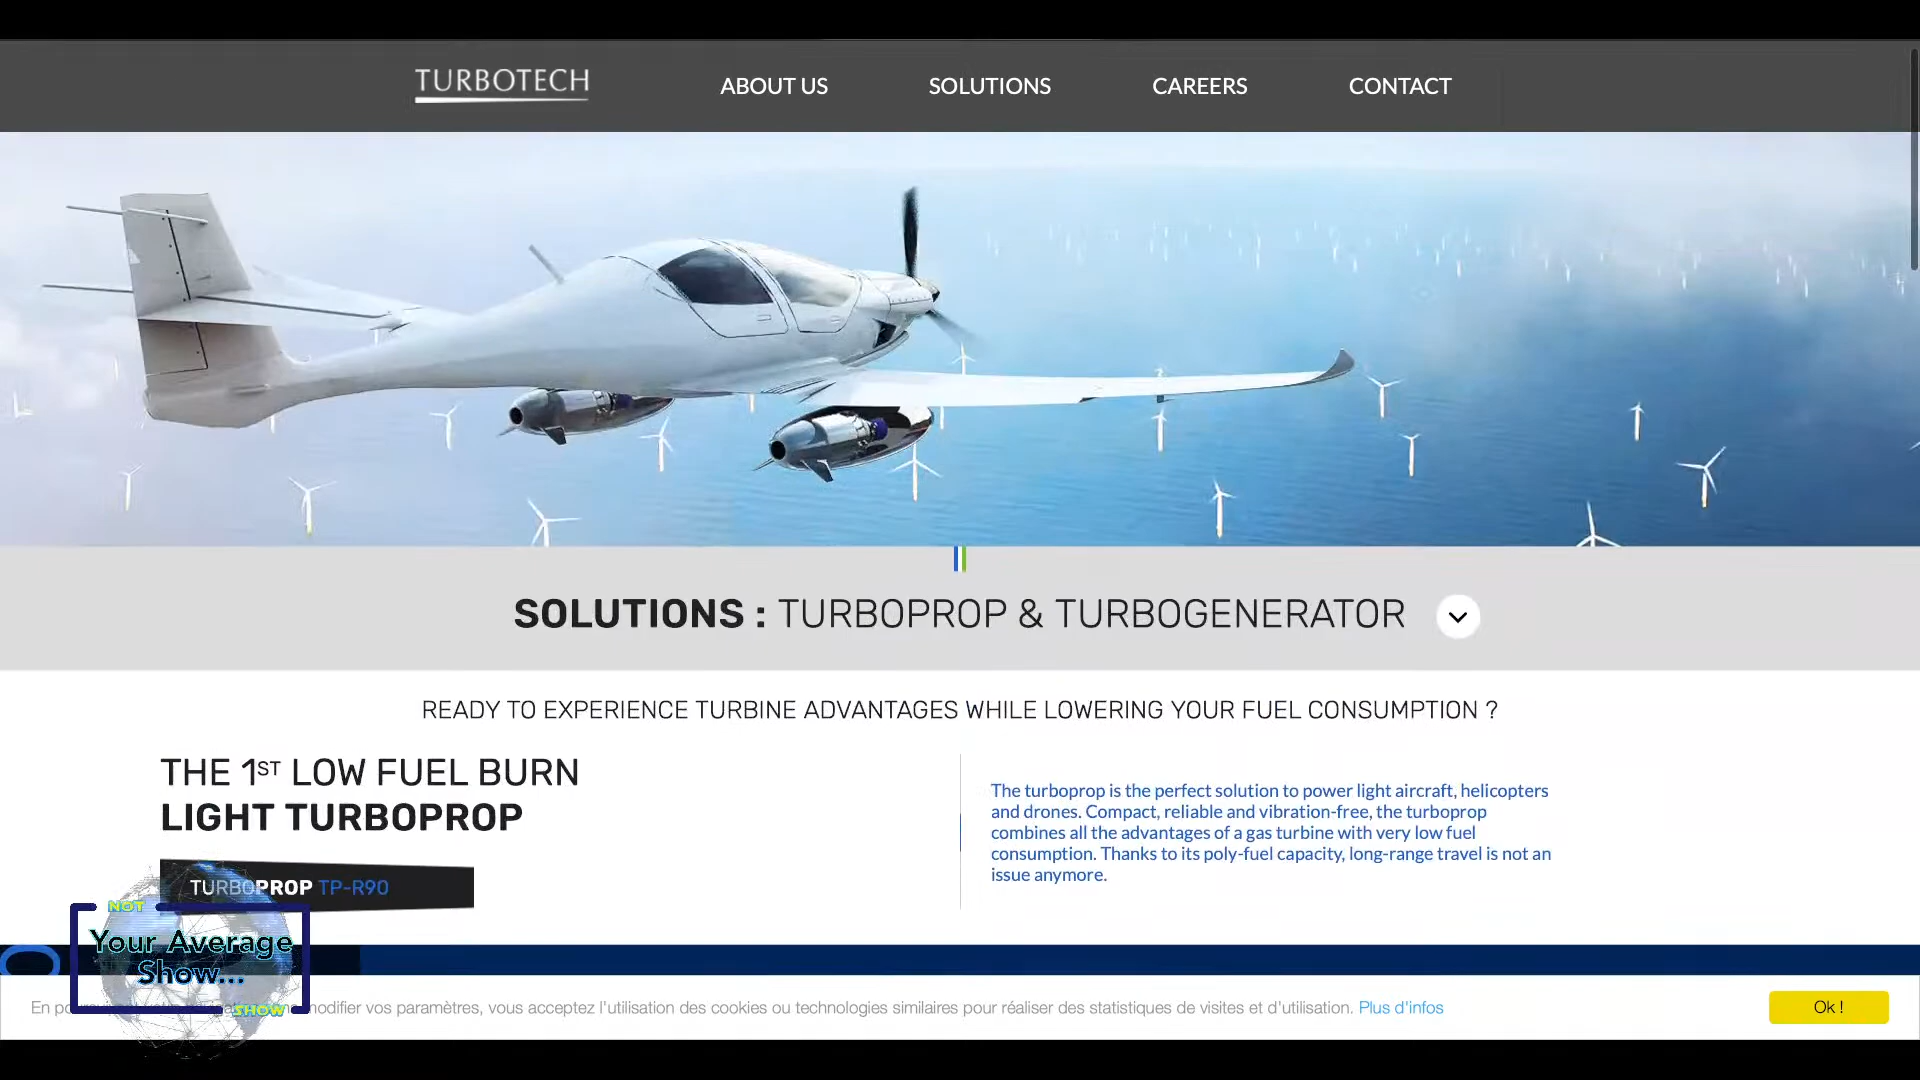 TURBOTECH
ABOUT US
SOLUTIONS
CAREERS
CONTACT
SOLUTIONS : TURBOPROP & TURBOGENERATOR
READY TO EXPERIENCE TURBINE ADVANTAGES WHILE LOWERING YOUR FUEL CONSUMPTION ?
THE 1ST LOW FUEL BURN
LIGHT TURBOPROP
TURBOPROP TP-R90
The turboprop is the perfect solution to power light aircraft, helicopters
and drones. Compact, reliable and vibration-free, the turboprop
combines all the advantages of a gas turbine with very low fuel
consumption. Thanks to its poly-fuel capacity, long-range travel is not an
issue anymore.
NOT
Your Average
Show...
SHOW
En modifier vos paramètres, vous acceptez l'utilisation des cookies ou technologies similaires pour réaliser des statistiques de visites et d'utilisation. Plus d'infos
Ok !